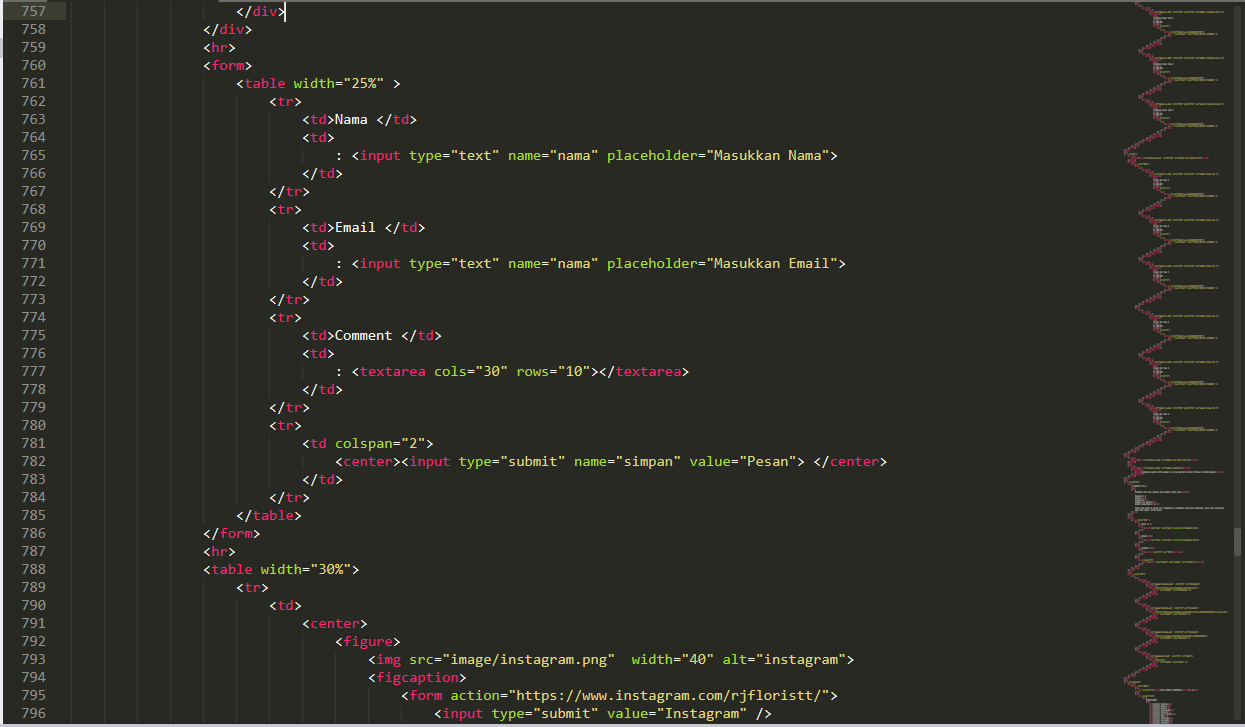 757 </div>
758 </div>
759 <hr>
760 <form>
761 <table width="25%" >
762 <tr>
763 <td>Nama </td>
764 <td>
765 : <input type="text" name="nama" placeholder="Masukkan Nama">
766 </td>
767 </tr>
768 <tr>
769 <td>Email </td>
770 <td>
771 : <input type="text" name="nama" placeholder="Masukkan Email">
772 </td>
773 </tr>
774 <tr>
775 <td>Comment </td>
776 <td>
777 : <textarea cols="30" rows="10"></textarea>
778 </td>
779 </tr>
780 <tr>
781 <td colspan="2">
782 <center><input type="submit" name="simpan" value="Pesan"> </center>
783 </td>
784 </tr>
785 </table>
786 </form>
787 <hr>
788 <table width="30%">
789 <tr>
790 <td>
791 <center>
792 <figure>
793 <img src="image/instagram.png"  width="40" alt="instagram">
794 <figcaption>
795 <form action="https://www.instagram.com/rjfloristt/">
796 <input type="submit" value="Instagram" />